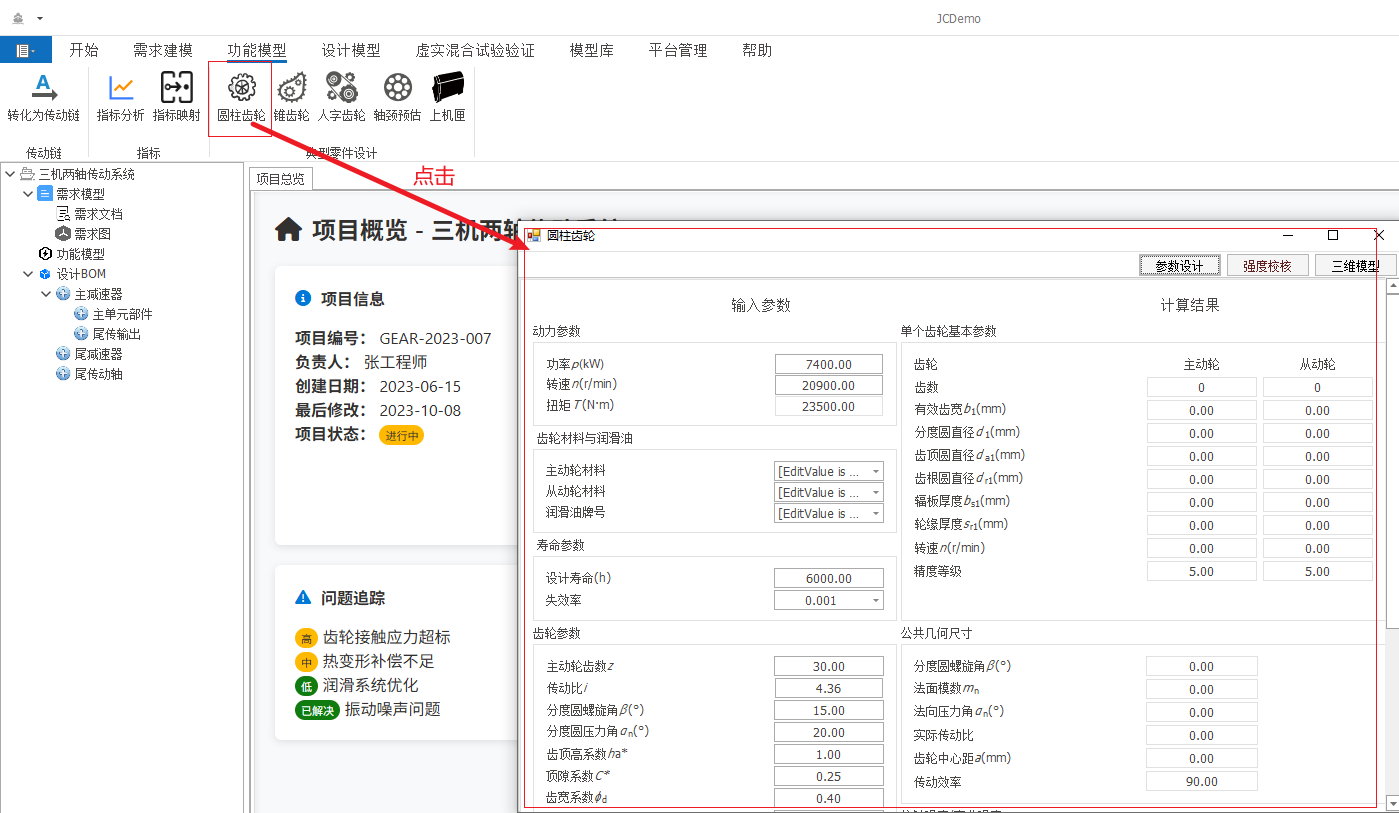 JCDemo
开始 需求建模 功能模型 设计模型 虚实混合试验验证 模型库 平台管理 帮助
转化为传动链 指标分析 指标映射 圆柱齿轮 锥齿轮 人字齿轮 轴颈预估 上机匣
传动链 指标 典型零件设计
点击
三机两轴传动系统
需求模型
需求文档
需求图
功能模型
设计BOM
主减速器
主单元部件
尾传输出
尾减速器
尾传动轴
项目总览
项目概览 - 三机两轴
项目信息
项目编号： GEAR-2023-007
负责人： 张工程师
创建日期： 2023-06-15
最后修改： 2023-10-08
项目状态： 进行中
问题追踪
高 齿轮接触应力超标
中 热变形补偿不足
低 润滑系统优化
已解决 振动噪声问题
圆柱齿轮
参数设计 强度校核 三维模型
输入参数
动力参数
功率p(kW) 7400.00
转速n(r/min) 20900.00
扭矩T(N·m) 23500.00
齿轮材料与润滑油
主动轮材料 [EditValue is ...
从动轮材料 [EditValue is ...
润滑油牌号 [EditValue is ...
寿命参数
设计寿命(h) 6000.00
失效率 0.001
齿轮参数
主动轮齿数z 30.00
传动比i 4.36
分度圆螺旋角β(°) 15.00
分度圆压力角αn(°) 20.00
齿顶高系数ha* 1.00
顶隙系数C* 0.25
齿宽系数ϕd 0.40
计算结果
单个齿轮基本参数
齿轮 主动轮 从动轮
齿数 0 0
有效齿宽b1(mm) 0.00 0.00
分度圆直径d1(mm) 0.00 0.00
齿顶圆直径da1(mm) 0.00 0.00
齿根圆直径dr1(mm) 0.00 0.00
辐板厚度bs1(mm) 0.00 0.00
轮缘厚度sr1(mm) 0.00 0.00
转速n(r/min) 0.00 0.00
精度等级 5.00 5.00
公共几何尺寸
分度圆螺旋角β(°) 0.00
法面模数mn 0.00
法向压力角αn(°) 0.00
实际传动比 0.00
齿轮中心距a(mm) 0.00
传动效率 90.00